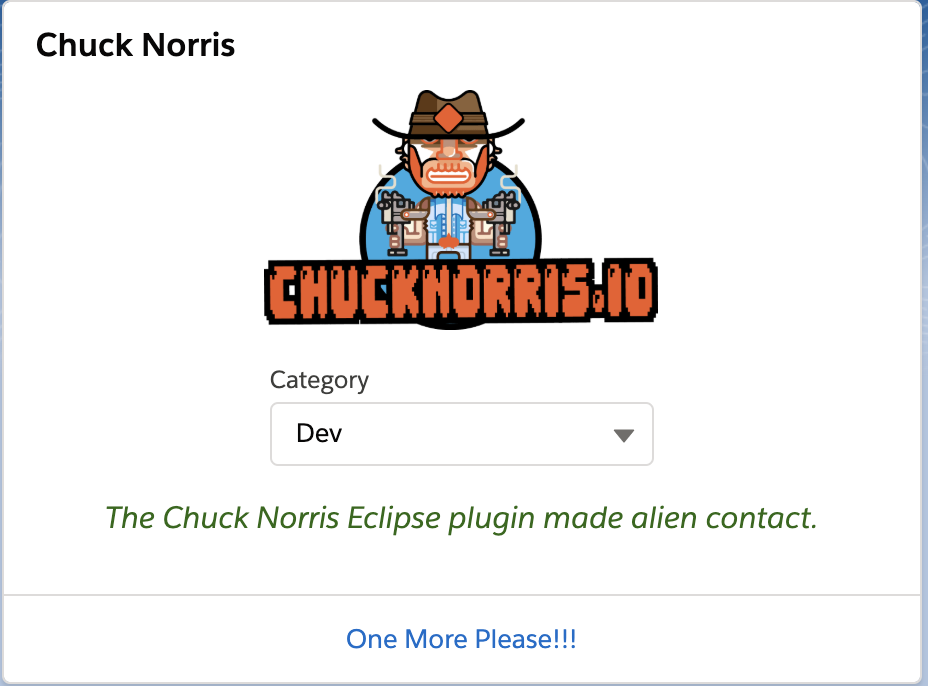 Chuck Norris
CHUCKNORRIS.IO
Category
Dev
The Chuck Norris Eclipse plugin made alien contact.
One More Please!!!